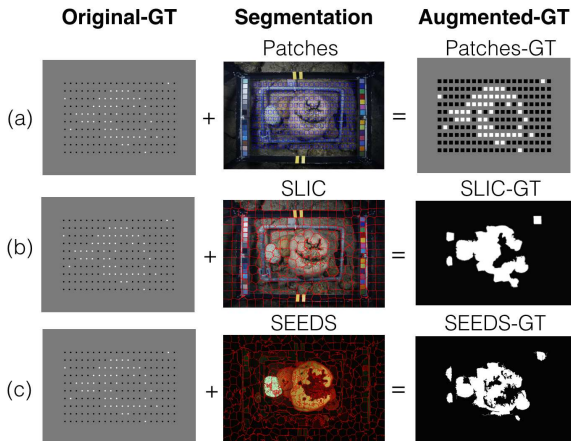 Original-GT Segmentation Augmented-GT
Patches Patches-GT
(a) + =
SLIC SLIC-GT
(b) + =
SEEDS SEEDS-GT
(c) + =